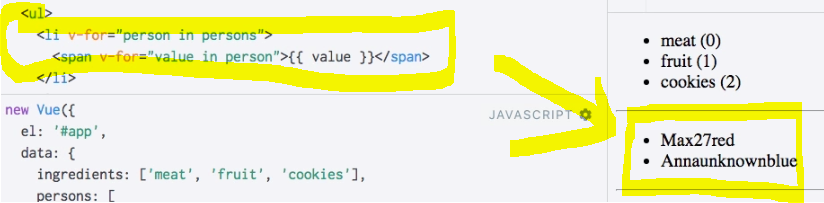 <ul>
<li v-for="person in persons">
<span v-for="value in person">{{ value }}</span>
</li>
new Vue({
JAVASCRIPT
el: '#app',
data: {
ingredients: ['meat', 'fruit', 'cookies'],
persons: [
• meat (0)
• fruit (1)
• cookies (2)
• Max27red
• Annaunknownblue